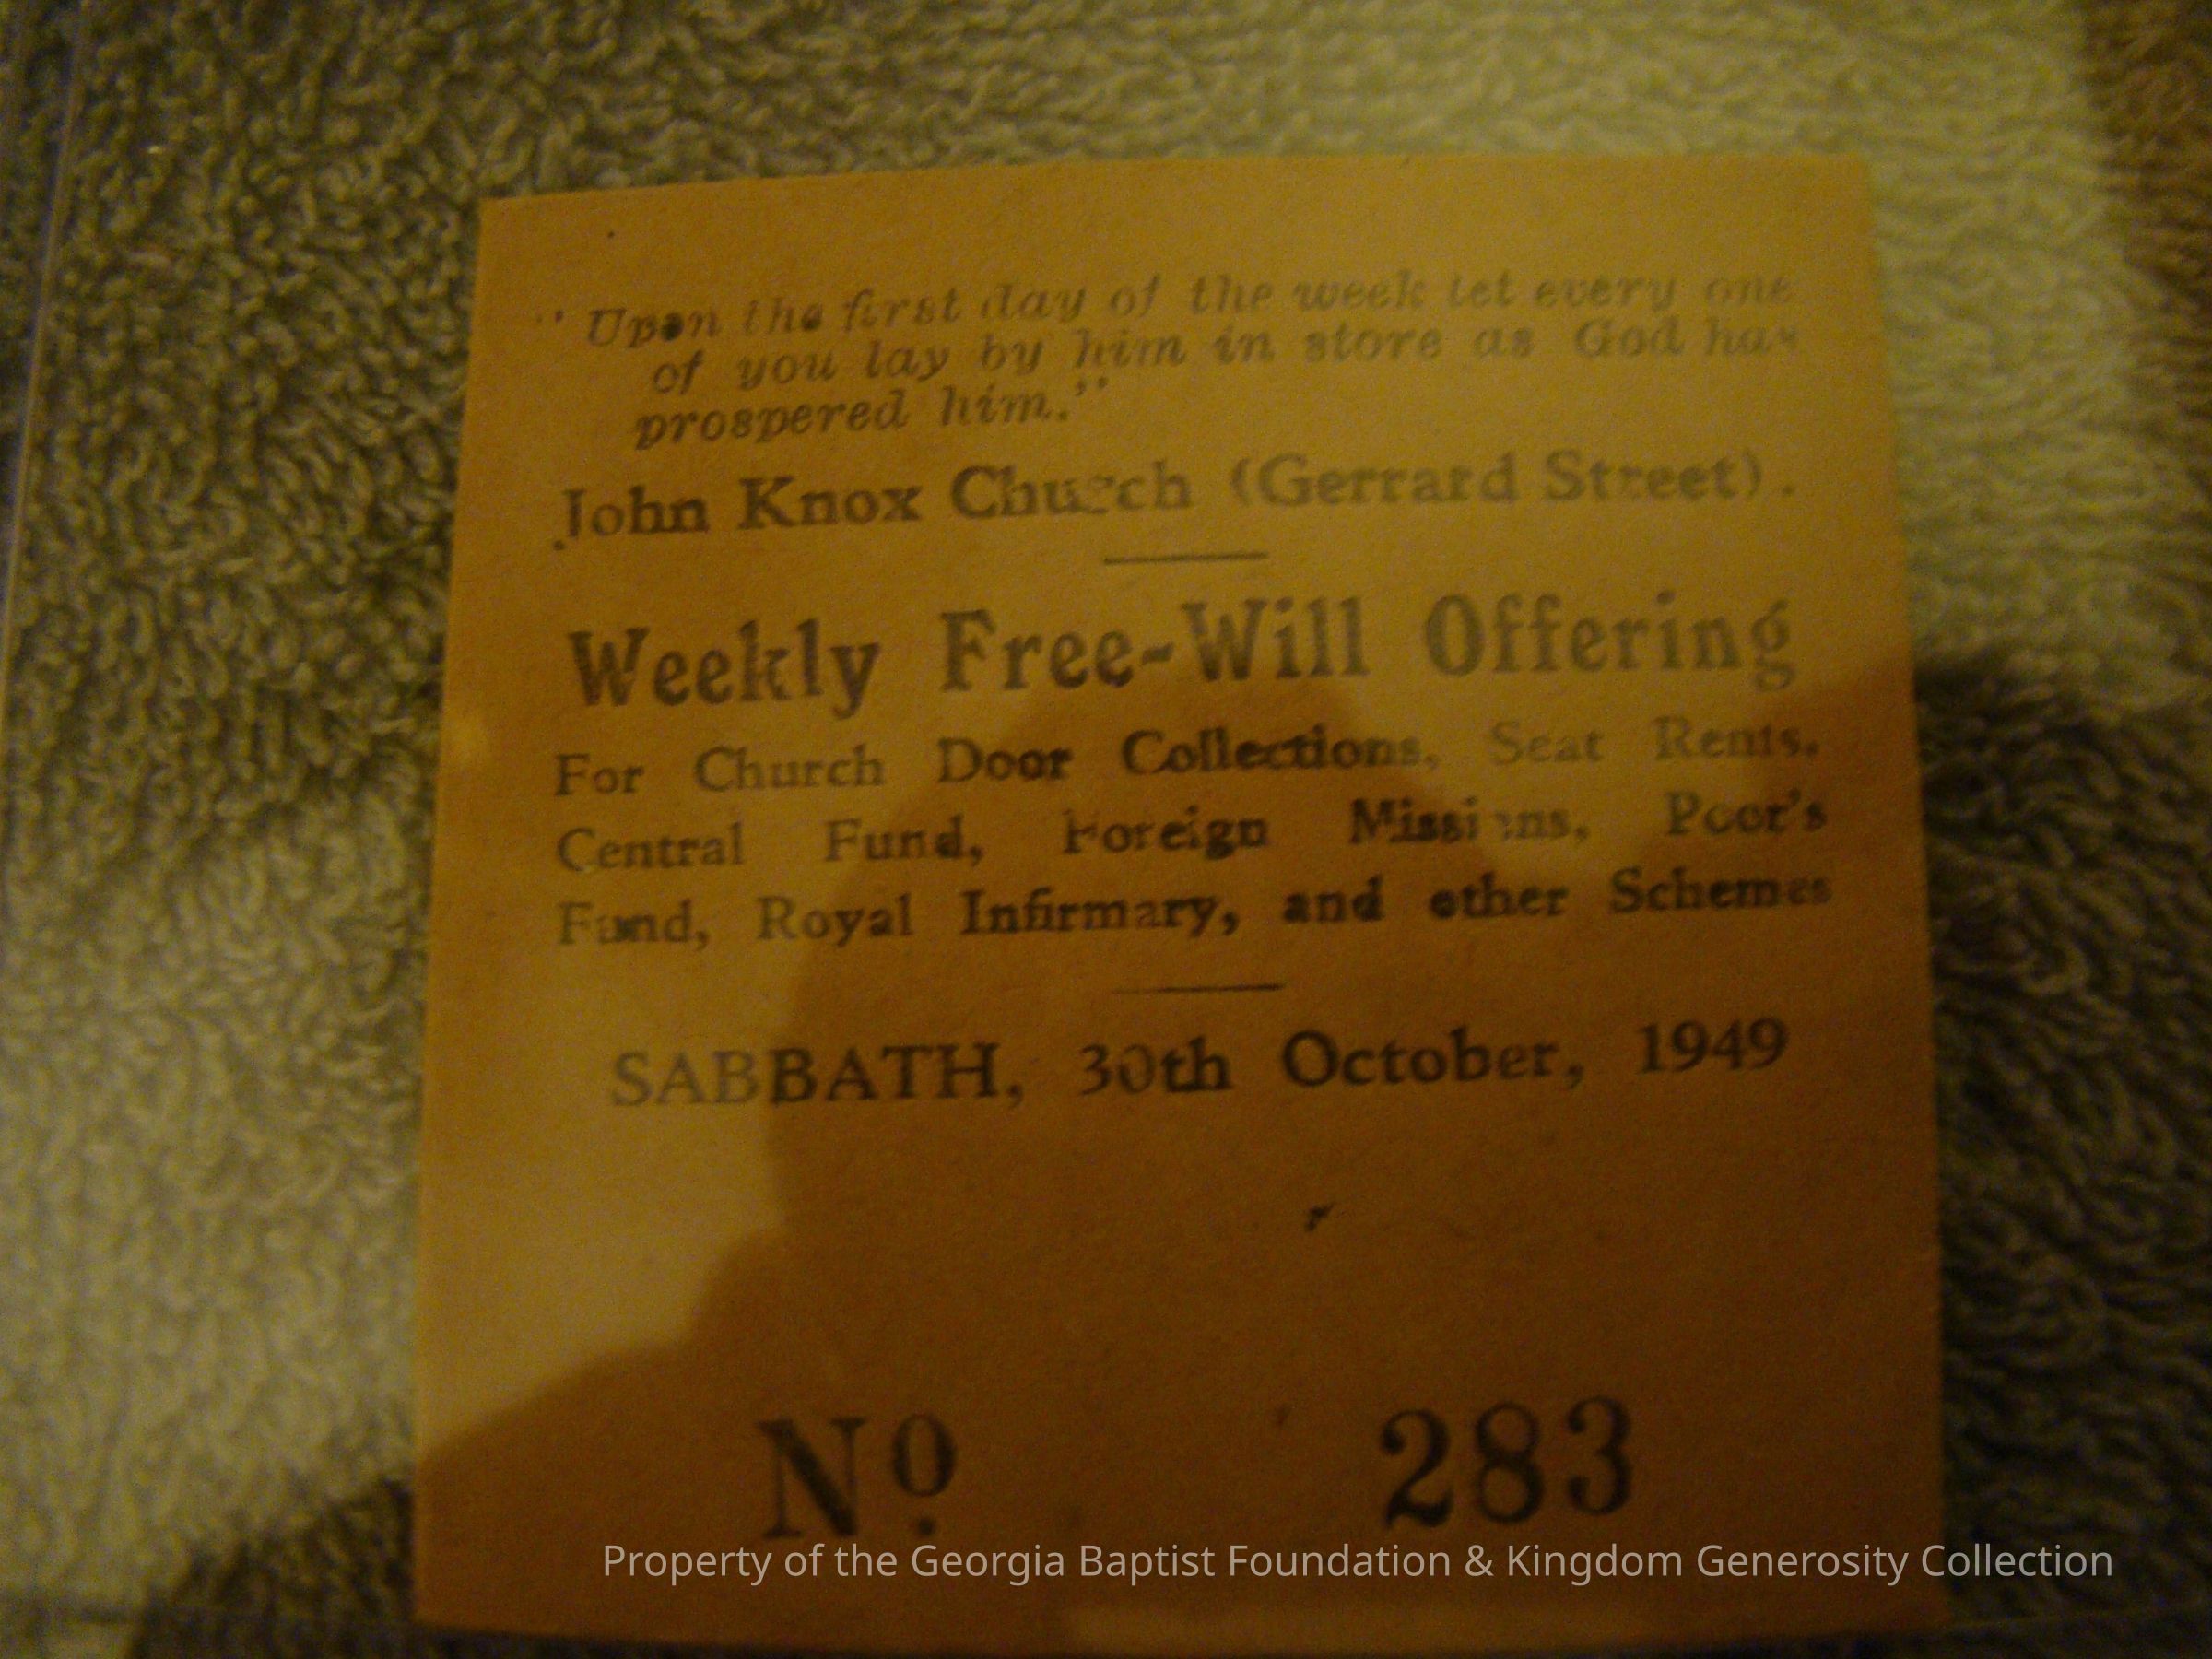 "Upon the first day of the week let every one
of you lay by him in store as God has
prospered him."
John Knox Church (Gerrard Street).
Weekly Free-Will Offering
For Church Door Collections, Seat Rents.
Central Fund, Foreign Missions, Poor's
Fund, Royal Infirmary, and other Schemes
SABBATH, 30th October, 1949
No. 283
Property of the Georgia Baptist Foundation & Kingdom Generosity Collection